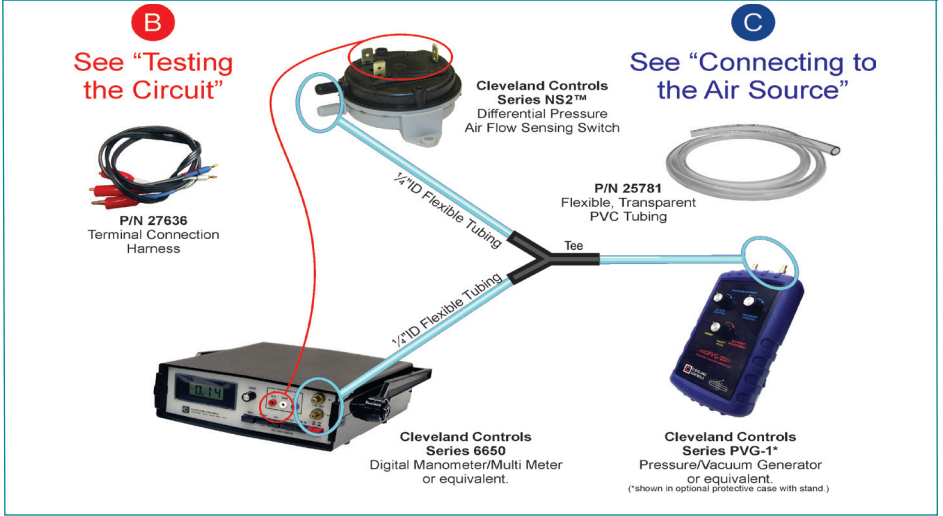 B
See “Testing
the Circuit”
P/N 27636
Terminal Connection
Harness
Cleveland Controls
Series NS2™
Differential Pressure
Air Flow Sensing Switch
C
See “Connecting to
the Air Source”
P/N 25781
Flexible, Transparent
PVC Tubing
¼"ID Flexible Tubing
Tee
¼"ID Flexible Tubing
0.14
Cleveland Controls
Series 6650
Digital Manometer/Multi Meter
or equivalent.
PVG-1
Cleveland Controls
Series PVG-1*
Pressure/Vacuum Generator
or equivalent.
(*shown in optional protective case with stand.)